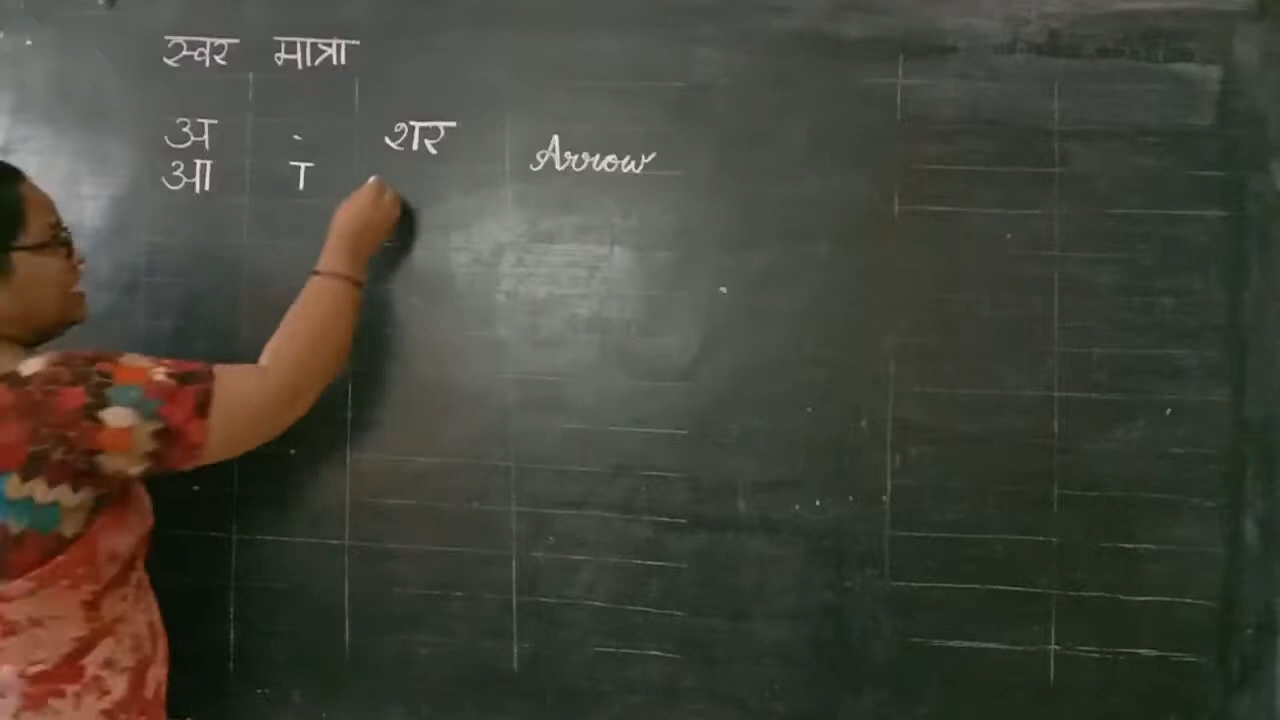 स्वर मात्रा
अ - शर Arrow
आ ा